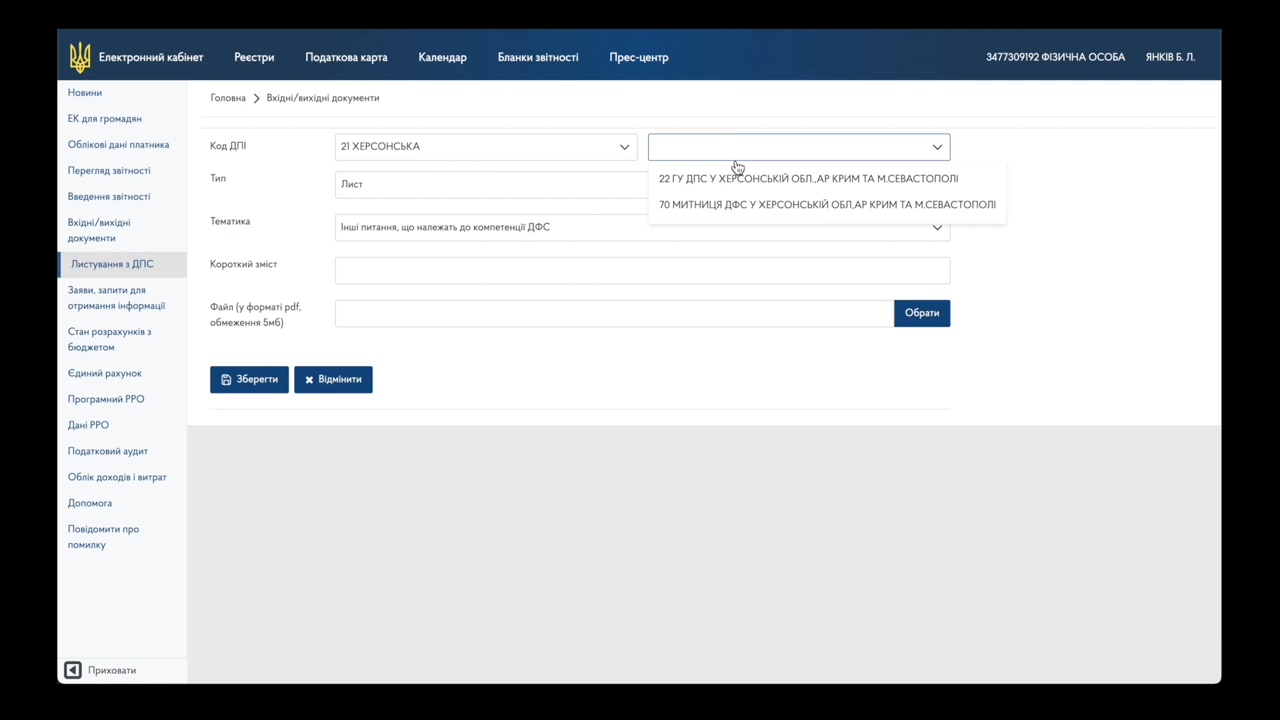 Електронний кабінет
Реєстри
Податкова карта
Календар
Бланки звітності
Прес-центр
3477309192 ФІЗИЧНА ОСОБА
ЯНКІВ Б. Л.
Новини
ЕК для громадян
Облікові дані платника
Перегляд звітності
Введення звітності
Вхідні/вихідні
документи
Листування з ДПС
Заяви, запити для
отримання інформації
Стан розрахунків з
бюджетом
Єдиний рахунок
Програмний РРО
Дані РРО
Податковий аудит
Облік доходів і витрат
Допомога
Повідомити про
помилку
Приховати
Головна
Вхідні/вихідні документи
Код ДПІ
21 ХЕРСОНСЬКА
22 ГУ ДПС У ХЕРСОНСЬКІЙ ОБЛ.,АР КРИМ ТА М.СЕВАСТОПОЛІ
70 МИТНИЦЯ ДФС У ХЕРСОНСЬКІЙ ОБЛ,АР КРИМ ТА М.СЕВАСТОПОЛІ
Тип
Лист
Тематика
Інші питання, що належать до компетенції ДФС
Короткий зміст
Файл (у форматі pdf,
обмеження 5мб)
Обрати
Зберегти
Відмінити